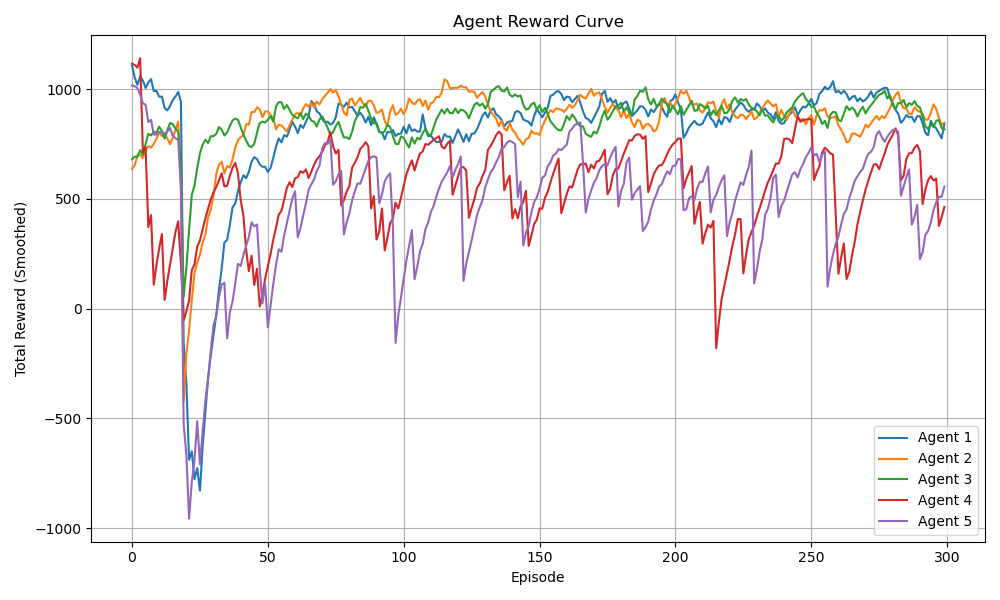 Agent Reward Curve
Total Reward (Smoothed)
1000
500
0
−500
−1000
0 50 100 150 200 250 300
Episode
Agent 1
Agent 2
Agent 3
Agent 4
Agent 5